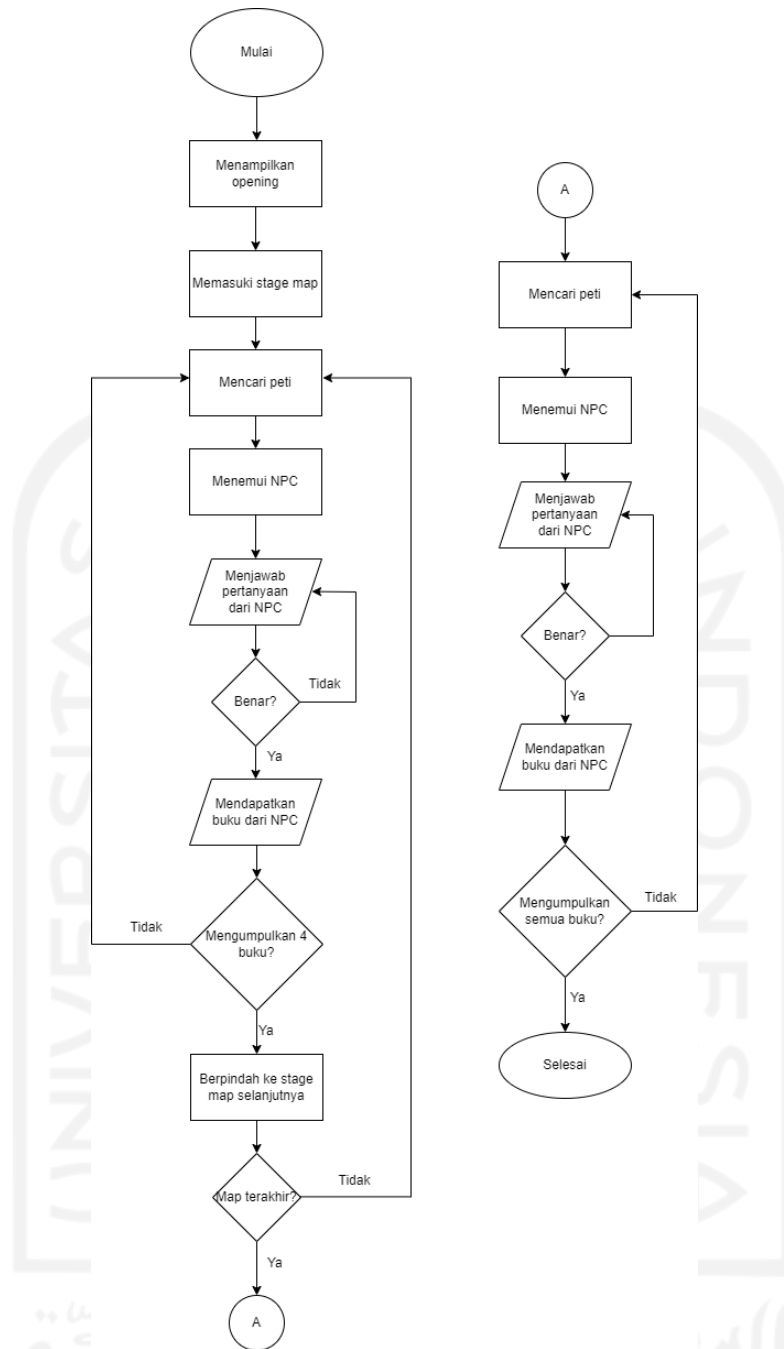 Mulai
Menampilkan
opening
Memasuki stage map
Mencari peti
Menemui NPC
Menjawab
pertanyaan
dari NPC
Benar?
Tidak
Ya
Mendapatkan
buku dari NPC
Mengumpulkan 4
buku?
Tidak
Ya
Berpindah ke stage
map selanjutnya
Map terakhir?
Tidak
Ya
A
A
Mencari peti
Menemui NPC
Menjawab
pertanyaan
dari NPC
Benar?
Ya
Mendapatkan
buku dari NPC
Mengumpulkan
semua buku?
Tidak
Ya
Selesai